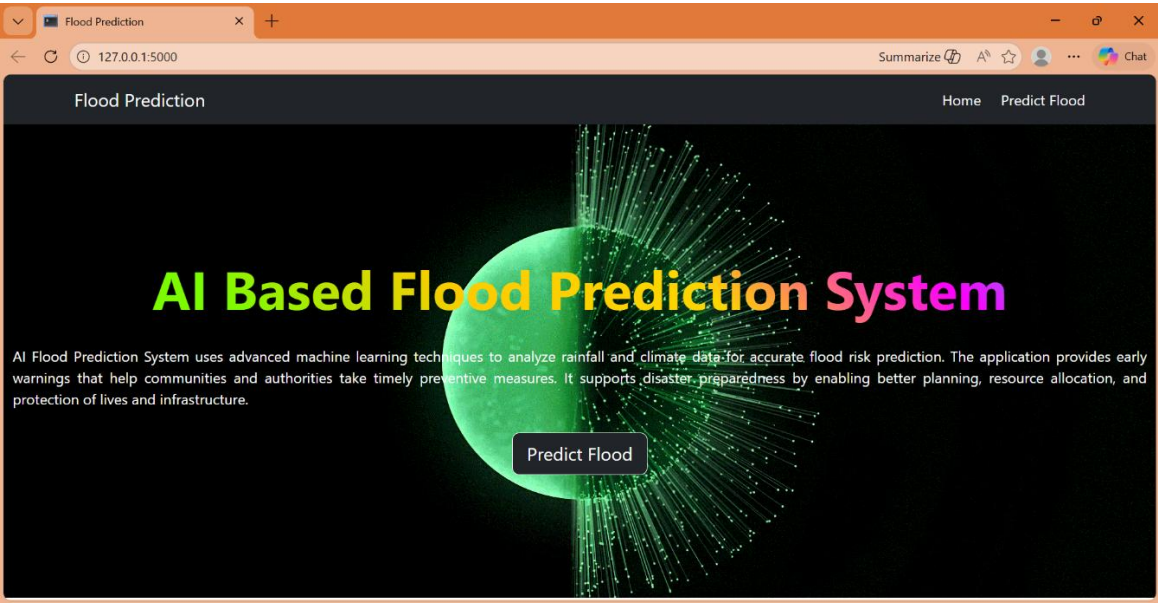 Flood Prediction
127.0.0.1:5000
Summarize
Chat
Flood Prediction
Home Predict Flood
AI Based Flood Prediction System
AI Flood Prediction System uses advanced machine learning techniques to analyze rainfall and climate data for accurate flood risk prediction. The application provides early
warnings that help communities and authorities take timely preventive measures. It supports disaster preparedness by enabling better planning, resource allocation, and
protection of lives and infrastructure.
Predict Flood